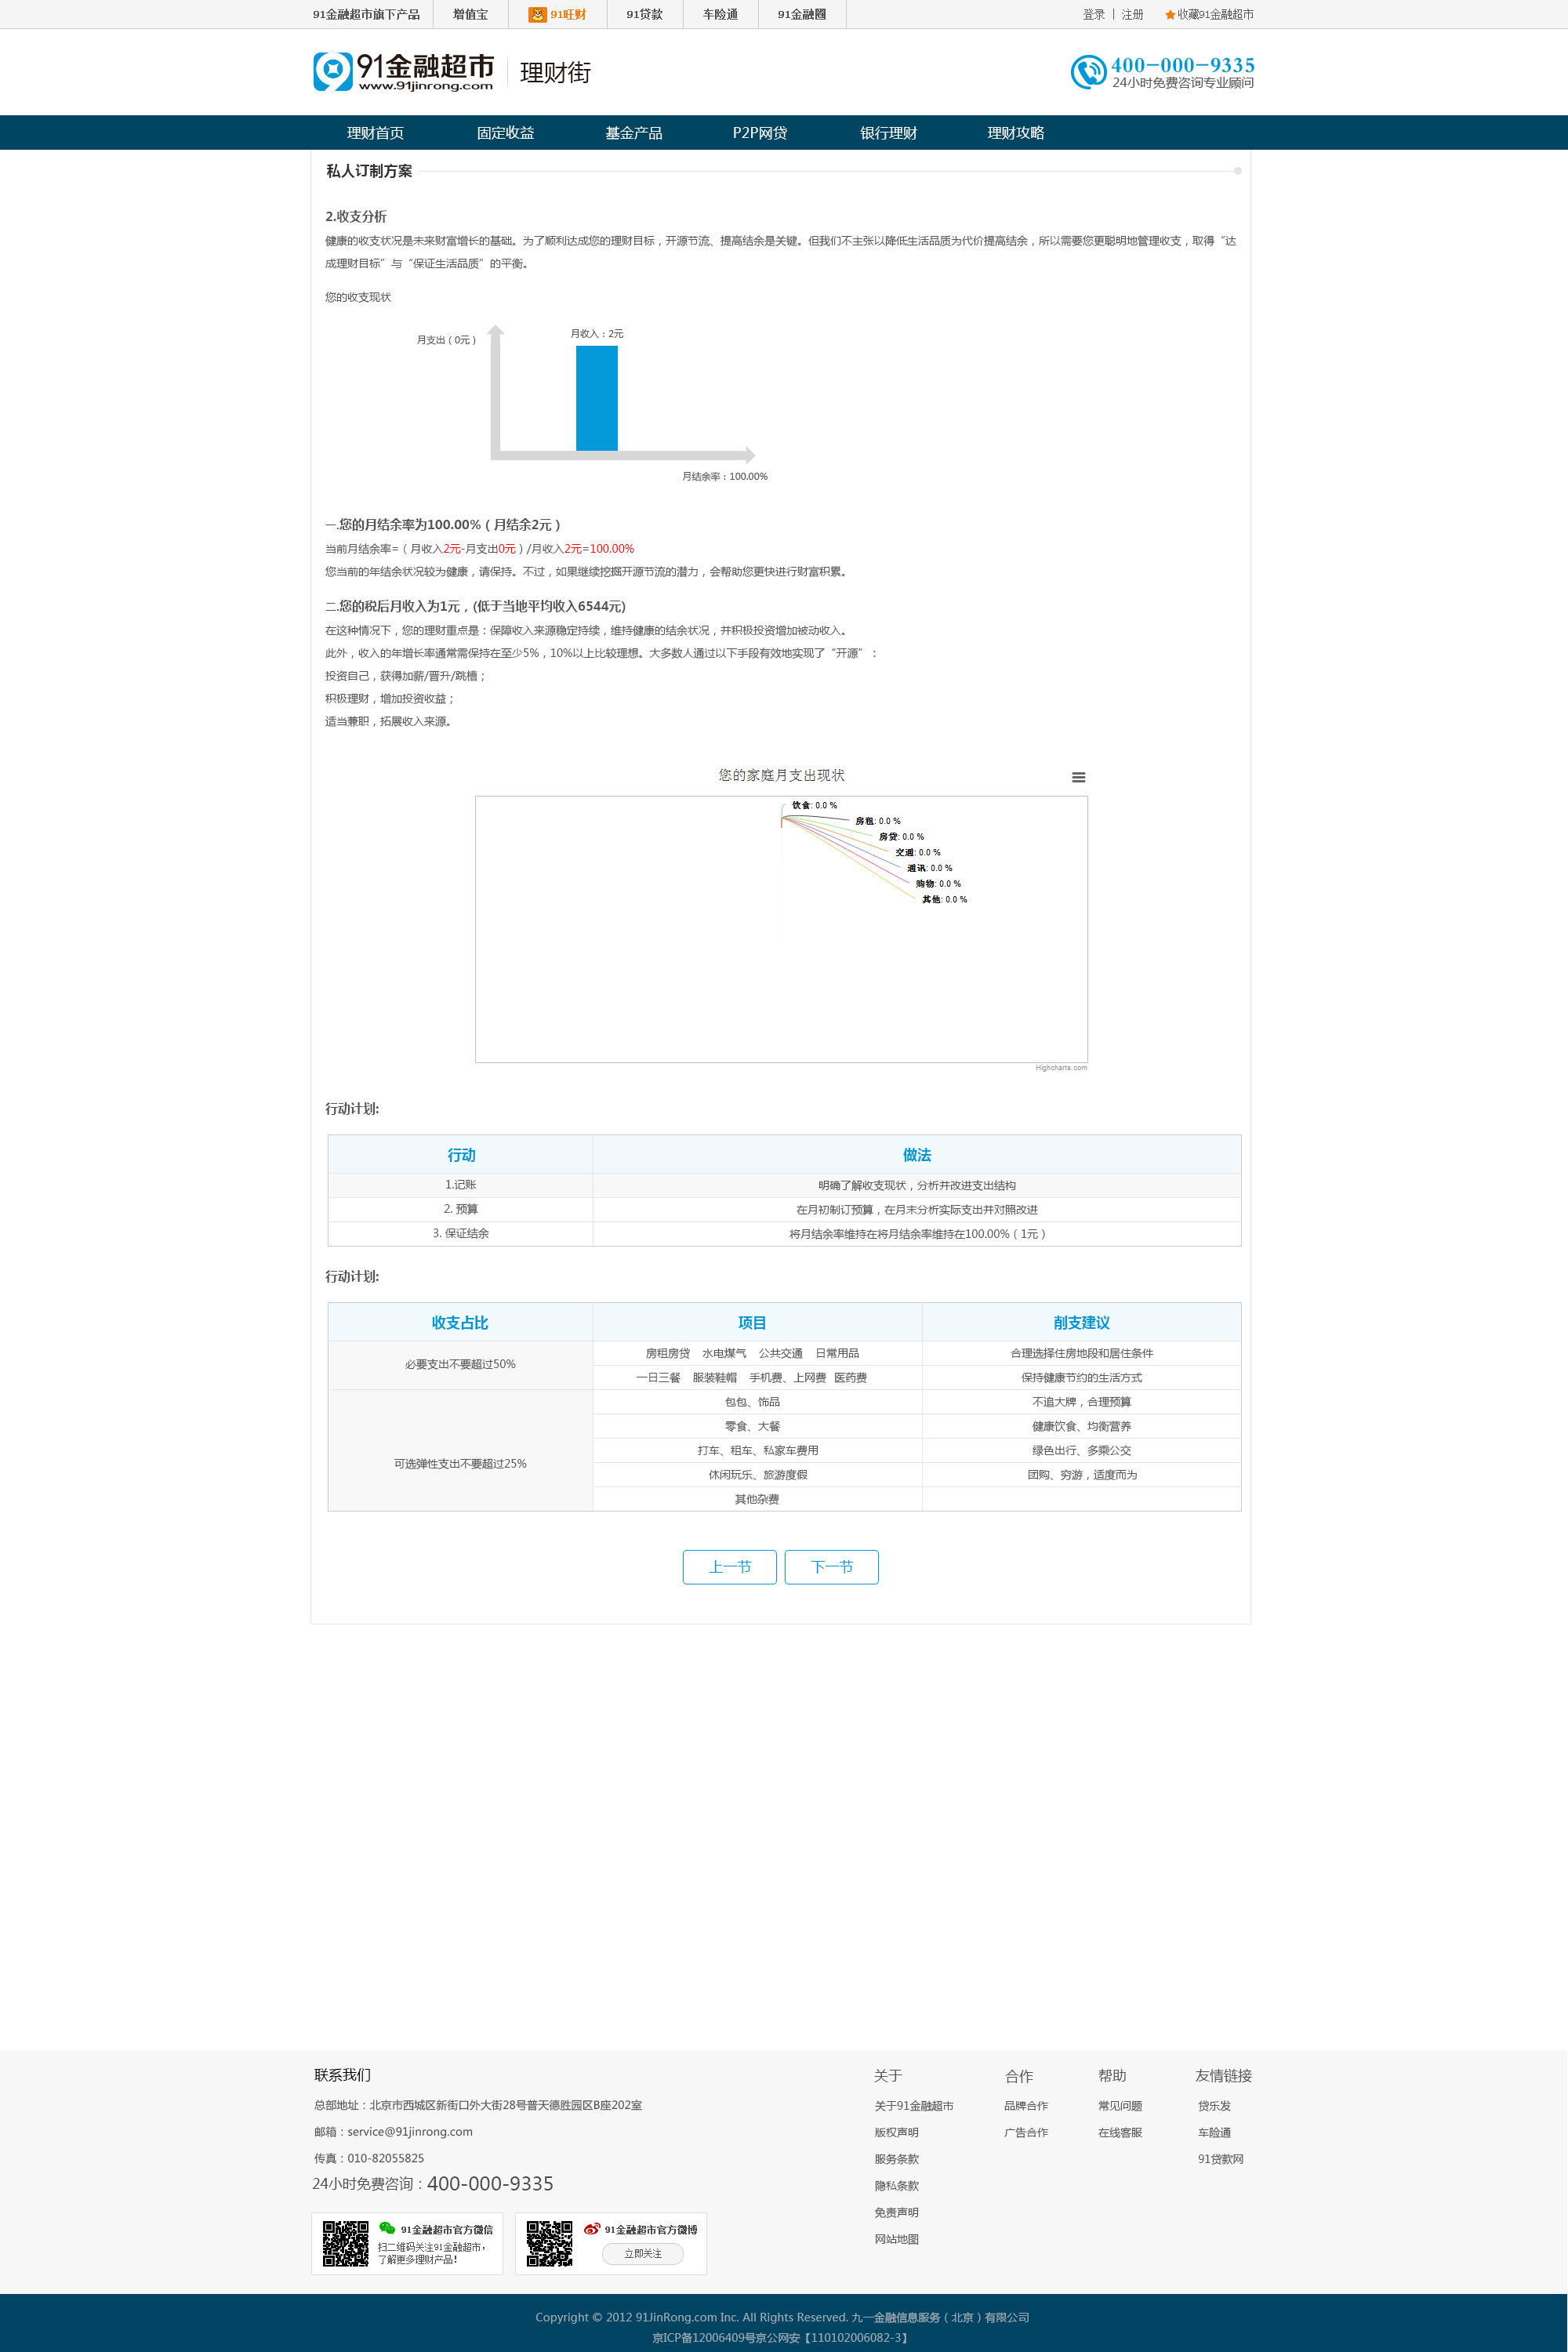 91金融超市旗下产品 增值宝 91旺财 91贷款 车险通 91金融圈 登录 | 注册 收藏91金融超市
91金融超市 理财街 400-000-9335
www.91jinrong.com 24小时免费咨询专业顾问
理财首页 固定收益 基金产品 P2P网贷 银行理财 理财攻略
私人订制方案
2.收支分析
健康的收支状况是未来财富增长的基础。为了顺利达成您的理财目标，开源节流、提高结余是关键。但我们不主张以降低生活品质为代价提高结余，所以需要您更聪明地管理收支，取得“达
成理财目标”与“保证生活品质”的平衡。
您的收支现状
月收入：2元
月支出（0元）
月结余率：100.00%
一.您的月结余率为100.00%（月结余2元）
当前月结余率=（月收入2元-月支出0元）/月收入2元=100.00%
您当前的年结余状况较为健康，请保持。不过，如果继续挖掘开源节流的潜力，会帮助您更快进行财富积累。
二.您的税后月收入为1元，(低于当地平均收入6544元)
在这种情况下，您的理财重点是：保障收入来源稳定持续，维持健康的结余状况，并积极投资增加被动收入。
此外，收入的年增长率通常需保持在至少5%，10%以上比较理想。大多数人通过以下手段有效地实现了“开源”：
投资自己，获得加薪/晋升/跳槽；
积极理财，增加投资收益；
适当兼职，拓展收入来源。
您的家庭月支出现状
饮食: 0.0 %
房租: 0.0 %
房贷: 0.0 %
交通: 0.0 %
通讯: 0.0 %
购物: 0.0 %
其他: 0.0 %
Highcharts.com
行动计划:
行动 做法
1.记账 明确了解收支现状，分析并改进支出结构
2. 预算 在月初制订预算，在月末分析实际支出并对照改进
3. 保证结余 将月结余率维持在将月结余率维持在100.00%（1元）
行动计划:
收支占比 项目 削支建议
必要支出不要超过50% 房租房贷 水电煤气 公共交通 日常用品 合理选择住房地段和居住条件
一日三餐 服装鞋帽 手机费、上网费 医药费 保持健康节约的生活方式
可选弹性支出不要超过25% 包包、饰品 不追大牌，合理预算
零食、大餐 健康饮食、均衡营养
打车、租车、私家车费用 绿色出行、多乘公交
休闲玩乐、旅游度假 团购、穷游，适度而为
其他杂费
上一节 下一节
联系我们 关于 合作 帮助 友情链接
总部地址：北京市西城区新街口外大街28号普天德胜园区B座202室 关于91金融超市 品牌合作 常见问题 贷乐发
邮箱：service@91jinrong.com 版权声明 广告合作 在线客服 车险通
传真：010-82055825 服务条款 91贷款网
24小时免费咨询：400-000-9335 隐私条款
免责声明
网站地图
91金融超市官方微信
扫二维码关注91金融超市，
了解更多理财产品！
91金融超市官方微博
立即关注
Copyright © 2012 91JinRong.com Inc. All Rights Reserved. 九一金融信息服务（北京）有限公司
京ICP备12006409号京公网安【110102006082-3】